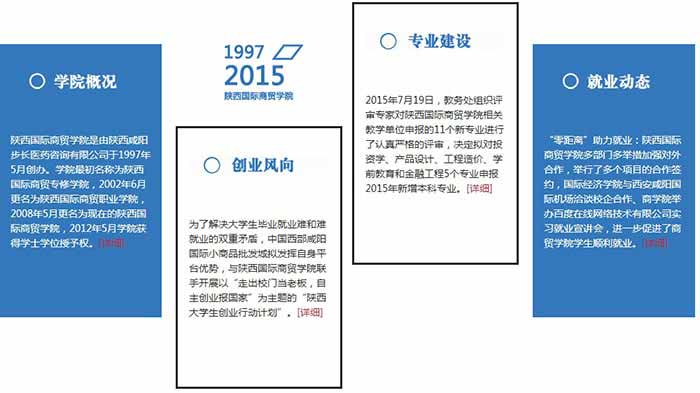 学院概况
陕西国际商贸学院是由陕西咸阳
步长医药咨询有限公司于1997年
5月创办。学院最初名称为陕西
国际商贸专修学院，2002年6月
更名为陕西国际商贸职业学院，
2008年5月更名为现在的陕西国
际商贸学院，2012年5月学院获
得学士学位授予权。[详细]
1997
2015
陕西国际商贸学院
创业风向
为了解决大学生毕业就业难和难
就业的双重矛盾，中国西部咸阳
国际小商品批发城拟发挥自身平
台优势，与陕西国际商贸学院联
手开展以“走出校门当老板，自
主创业报国家”为主题的“陕西
大学生创业行动计划”。[详细]
专业建设
2015年7月19日，教务处组织评
审专家对陕西国际商贸学院相关
教学单位申报的11个新专业进行
了认真严格的评审，决定拟对投
资学、产品设计、工程造价、学
前教育和金融工程5个专业申报
2015年新增本科专业。[详细]
就业动态
“零距离”助力就业：陕西国际
商贸学院多部门多举措加强对外
合作，举行了多个项目的合作签
约，国际经济学院与西安咸阳国
际机场洽谈校企合作、商学院举
办百度在线网络技术有限公司实
习就业宣讲会，进一步促进了商
贸学院学生顺利就业。[详细]